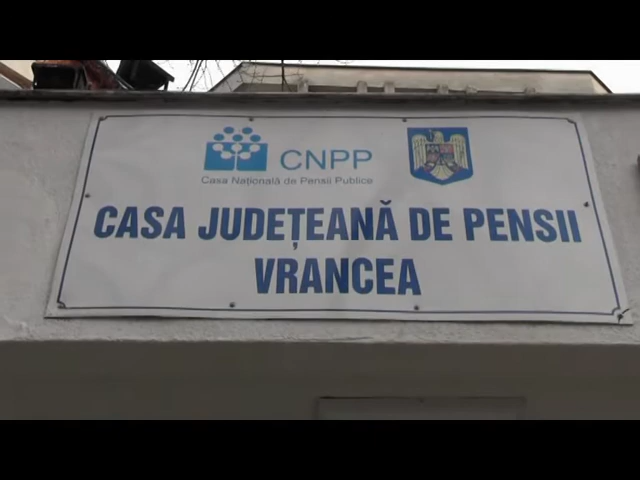 CNPP
Casa Națională de Pensii Publice
CASA JUDEȚEANĂ DE PENSII
VRANCEA